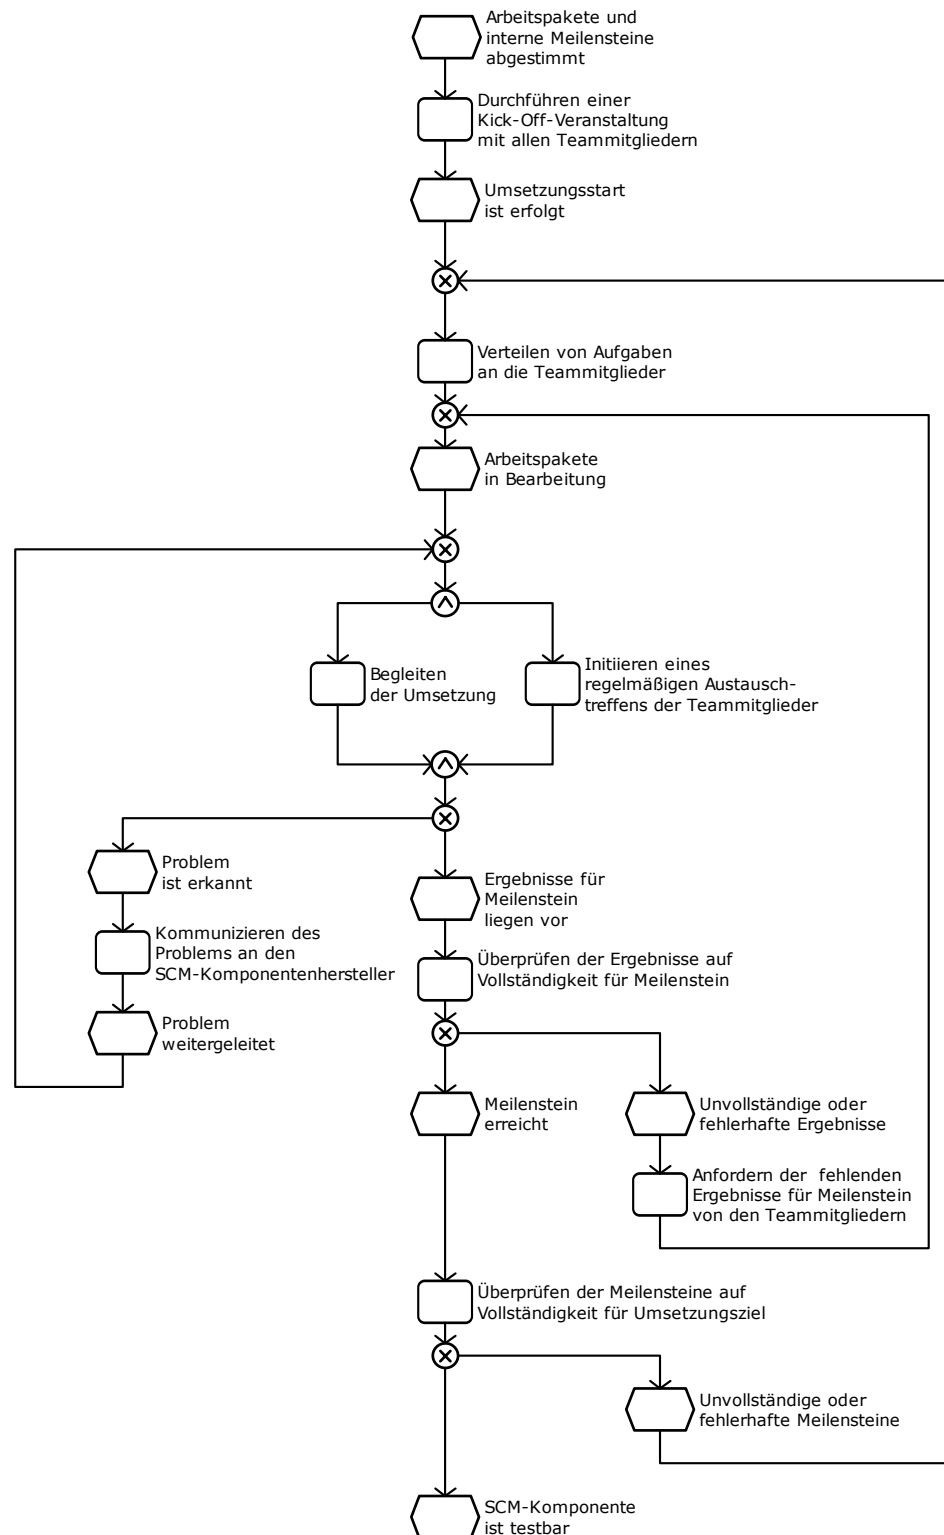 Arbeitspakete und
interne Meilensteine
abgestimmt
Durchführen einer
Kick-Off-Veranstaltung
mit allen Teammitgliedern
Umsetzungsstart
ist erfolgt
Verteilen von Aufgaben
an die Teammitglieder
Arbeitspakete
in Bearbeitung
Begleiten
der Umsetzung
Initiieren eines
regelmäßigen Austausch-
treffens der Teammitglieder
Problem
ist erkannt
Ergebnisse für
Meilenstein
liegen vor
Kommunizieren des
Problems an den
SCM-Komponentenhersteller
Überprüfen der Ergebnisse auf
Vollständigkeit für Meilenstein
Problem
weitergeleitet
Meilenstein
erreicht
Unvollständige oder
fehlerhafte Ergebnisse
Anfordern der fehlenden
Ergebnisse für Meilenstein
von den Teammitgliedern
Überprüfen der Meilensteine auf
Vollständigkeit für Umsetzungsziel
Unvollständige oder
fehlerhafte Meilensteine
SCM-Komponente
ist testbar